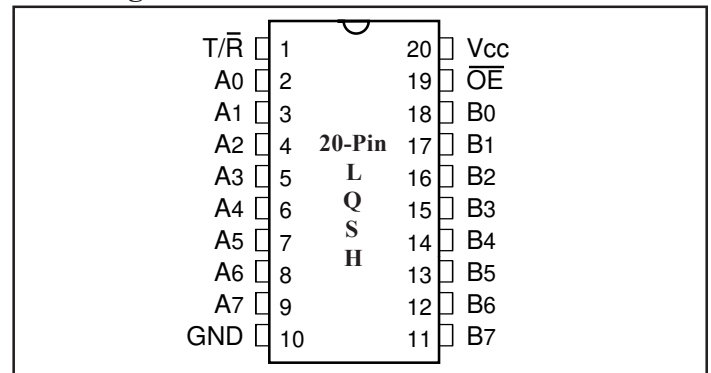 T/R̅ 1 20 Vcc
A0 2 19 O̅E̅
A1 3 18 B0
A2 4 20-Pin 17 B1
A3 5 L 16 B2
A4 6 Q 15 B3
A5 7 S 14 B4
A6 8 H 13 B5
A7 9 12 B6
GND 10 11 B7